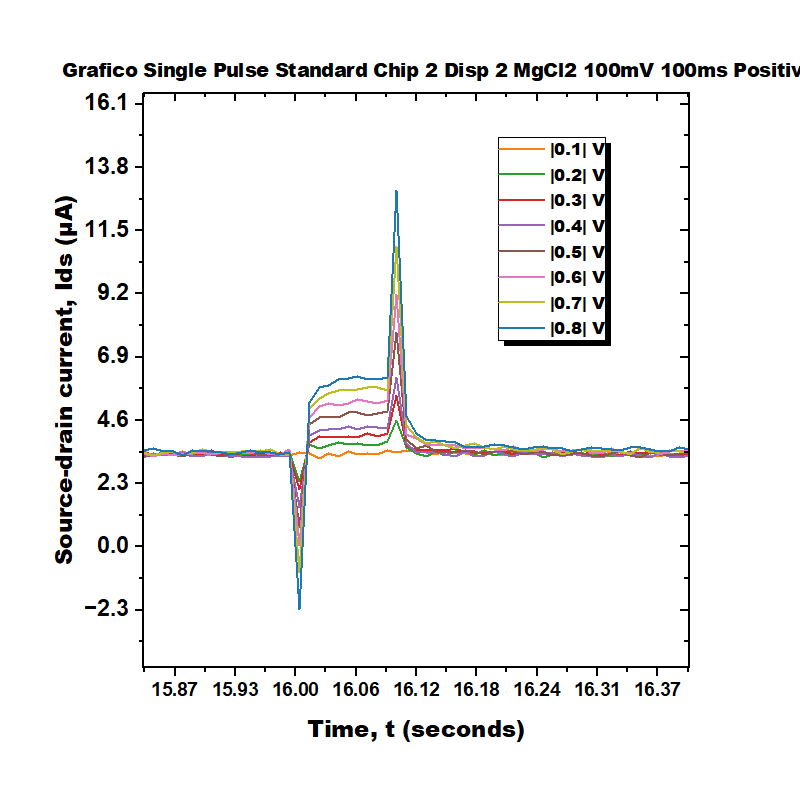 Grafico Single Pulse Standard Chip 2 Disp 2 MgCl2 100mV 100ms Positiv
16.1
13.8
11.5
9.2
6.9
4.6
2.3
0.0
−2.3
Source-drain current, Ids (μA)
|0.1| V
|0.2| V
|0.3| V
|0.4| V
|0.5| V
|0.6| V
|0.7| V
|0.8| V
15.87 15.93 16.00 16.06 16.12 16.18 16.24 16.31 16.37
Time, t (seconds)